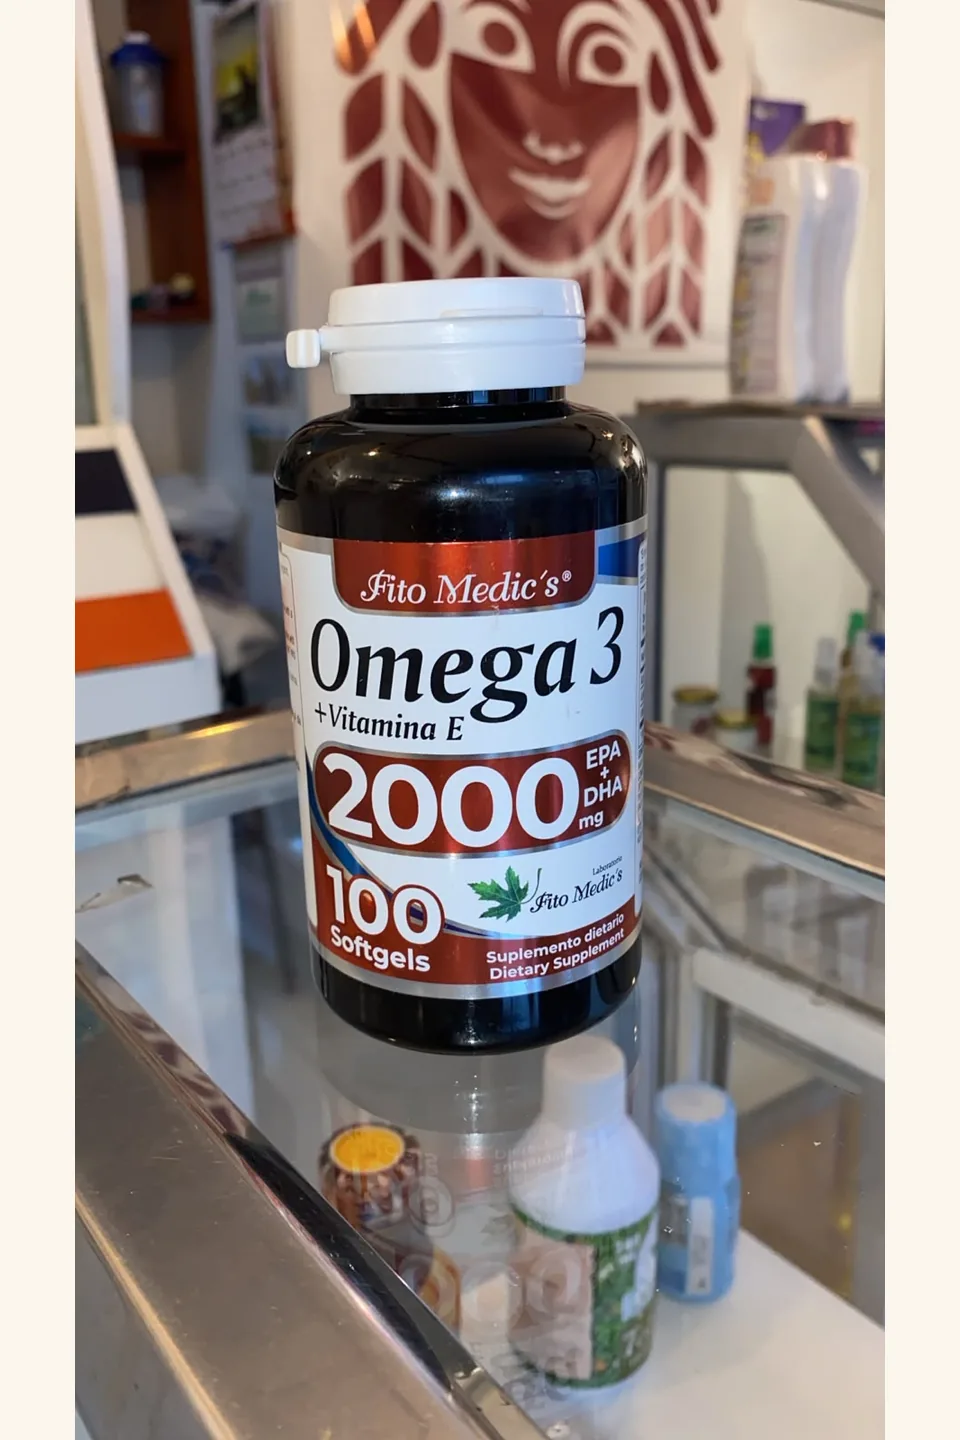 Fito Medic´s®
Omega 3
+Vitamina E
2000
EPA
+
DHA
mg
100
Softgels
Laboratorio
Fito Medic´s
Suplemento dietario
Dietary Supplement